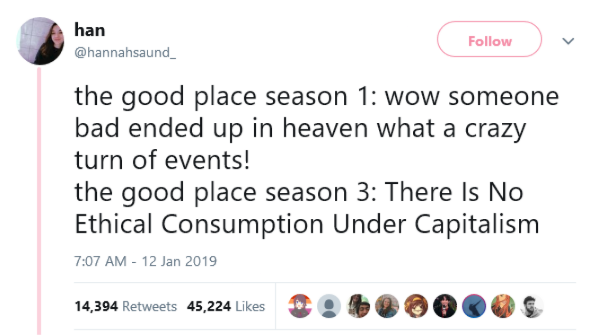 han
@hannahsaund_
Follow
the good place season 1: wow someone
bad ended up in heaven what a crazy
turn of events!
the good place season 3: There Is No
Ethical Consumption Under Capitalism
7:07 AM - 12 Jan 2019
14,394 Retweets 45,224 Likes